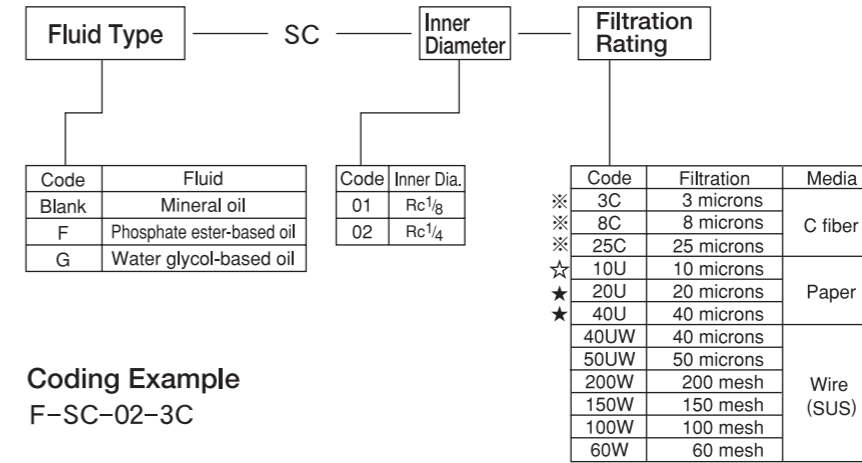 Fluid Type — SC — Inner Diameter — Filtration Rating
Code Fluid
Blank Mineral oil
F Phosphate ester-based oil
G Water glycol-based oil
Code Inner Dia.
01 Rc1/8
02 Rc1/4
Code Filtration Media
※ 3C 3 microns C fiber
※ 8C 8 microns
※ 25C 25 microns
☆ 10U 10 microns Paper
★ 20U 20 microns
★ 40U 40 microns
40UW 40 microns Wire (SUS)
50UW 50 microns
200W 200 mesh
150W 150 mesh
100W 100 mesh
60W 60 mesh
Coding Example
F-SC-02-3C